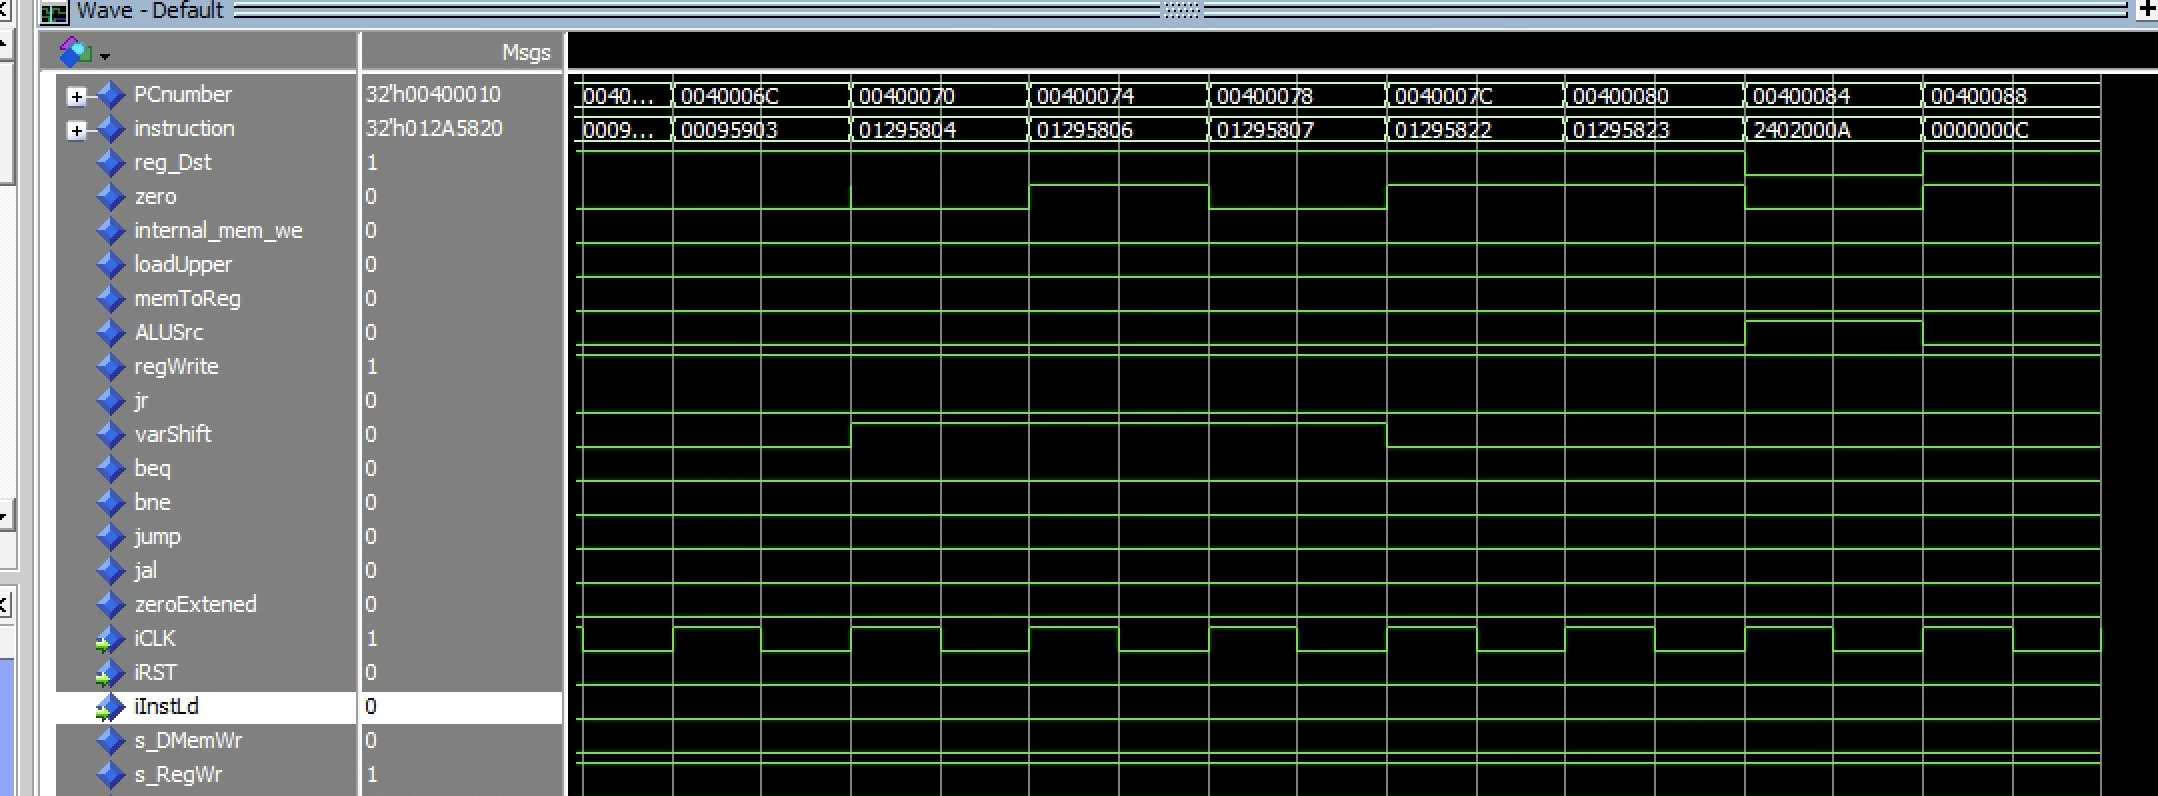 Wave - Default
Msgs
PCnumber 32'h00400010 0040... 0040006C 00400070 00400074 00400078 0040007C 00400080 00400084 00400088
instruction 32'h012A5820 0009... 00095903 01295804 01295806 01295807 01295822 01295823 2402000A 0000000C
reg_Dst 1
zero 0
internal_mem_we 0
loadUpper 0
memToReg 0
ALUSrc 0
regWrite 1
jr 0
varShift 0
beq 0
bne 0
jump 0
jal 0
zeroExtened 0
iCLK 1
iRST 0
iInstLd 0
s_DMemWr 0
s_RegWr 1